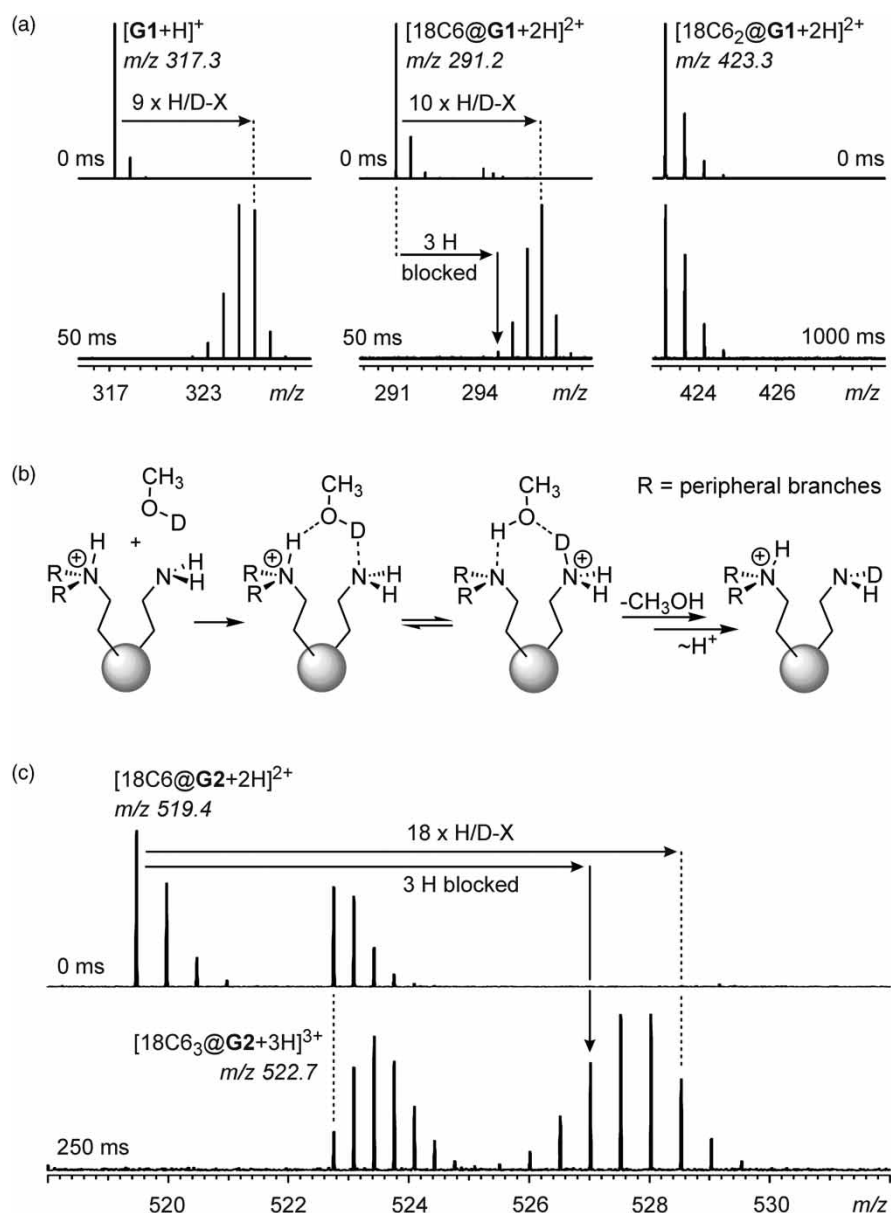 (a)
[G1+H]+
m/z 317.3
9 x H/D-X
0 ms
50 ms
317 323 m/z
[18C6@G1+2H]2+
m/z 291.2
10 x H/D-X
0 ms
3 H
blocked
50 ms
291 294 m/z
[18C6₂@G1+2H]2+
m/z 423.3
0 ms
1000 ms
424 426 m/z
(b)
CH₃
O
D
H
+
R
R
N
⊕
N
H
H
CH₃
O
H
D
R
R
N
⊕
N
H
H
CH₃
H
O
D
R
R
N
N
⊕
H
H
R = peripheral branches
-CH₃OH
~H+
H
R
R
N
⊕
N
D
H
(c)
[18C6@G2+2H]2+
m/z 519.4
18 x H/D-X
3 H blocked
0 ms
[18C6₃@G2+3H]3+
m/z 522.7
250 ms
520 522 524 526 528 530 m/z